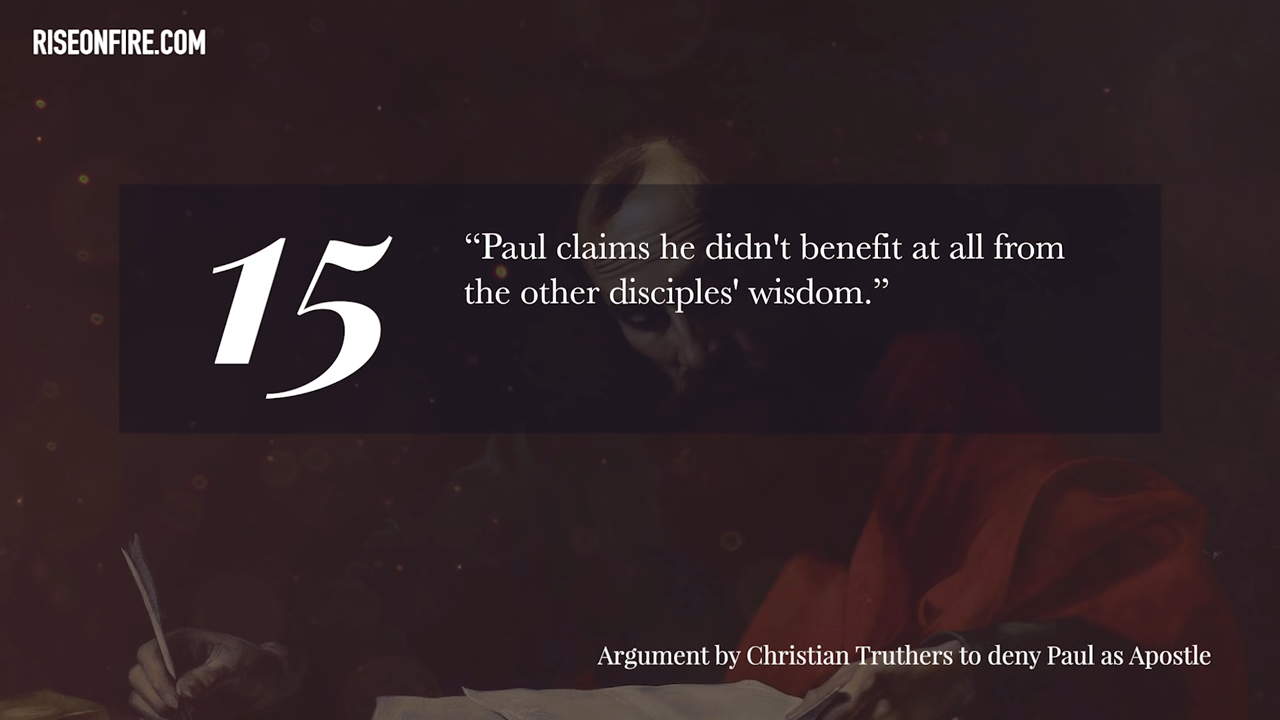 RISEONFIRE.COM
15
“Paul claims he didn't benefit at all from
the other disciples' wisdom.”
Argument by Christian Truthers to deny Paul as Apostle